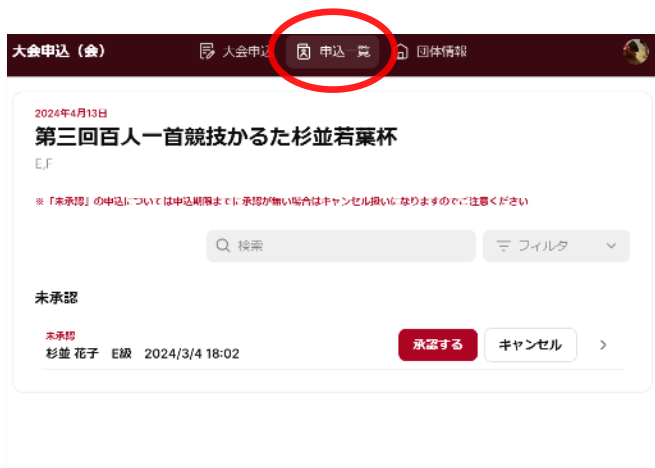 大会申込（会） 大会申込 申込一覧 団体情報
2024年4月13日
第三回百人一首競技かるた杉並若葉杯
E,F
※「未承認」の申込については申込期限までに承認が無い場合はキャンセル扱いになりますのでご注意ください
検索 フィルタ
未承認
未承認
杉並 花子 E級 2024/3/4 18:02 承認する キャンセル